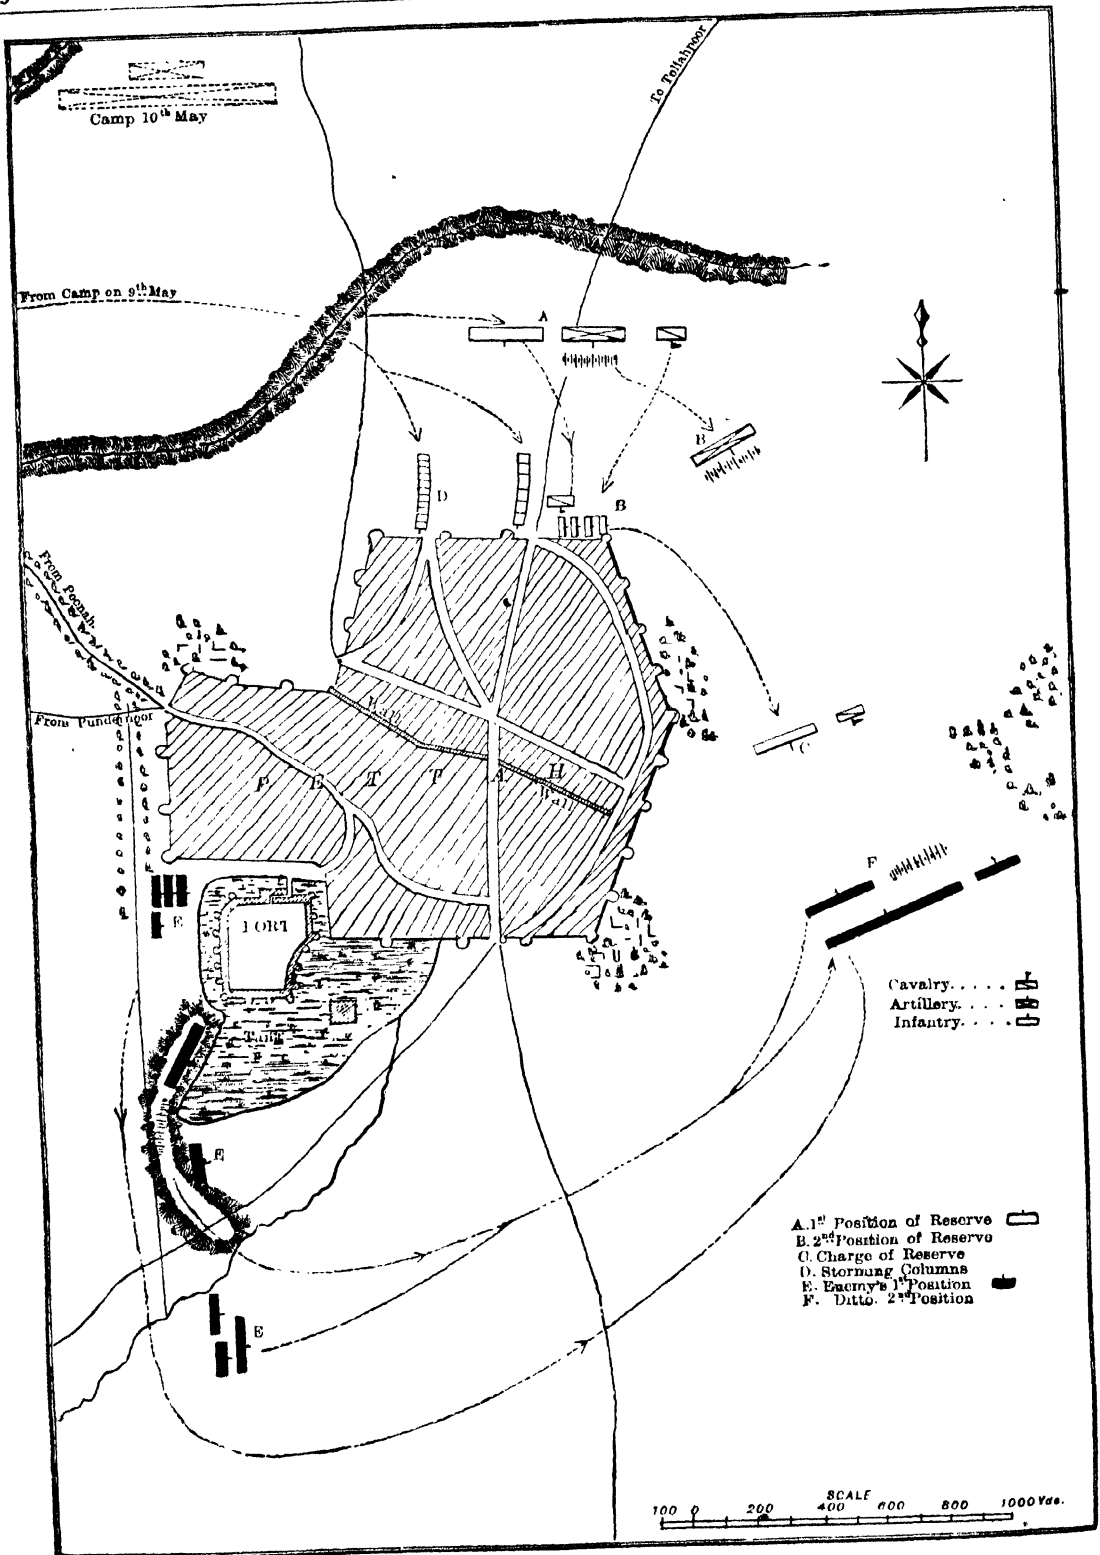 To Toliahpoor
Camp 10th May
From Camp on 9th May
A
B
D
B
From Poonah.
From Punderpoor
Wall
P E T T A H
Wall
C
F
E
FORT
TANK
Cavalry.....
Artillery....
Infantry....
E
E
A. 1st Position of Reserve
B. 2nd Position of Reserve
C. Charge of Reserve
D. Storming Columns
E. Enemy's 1st Position
F. Ditto. 2nd Position
SCALE
100 0 200 400 600 800 1000 Yds.